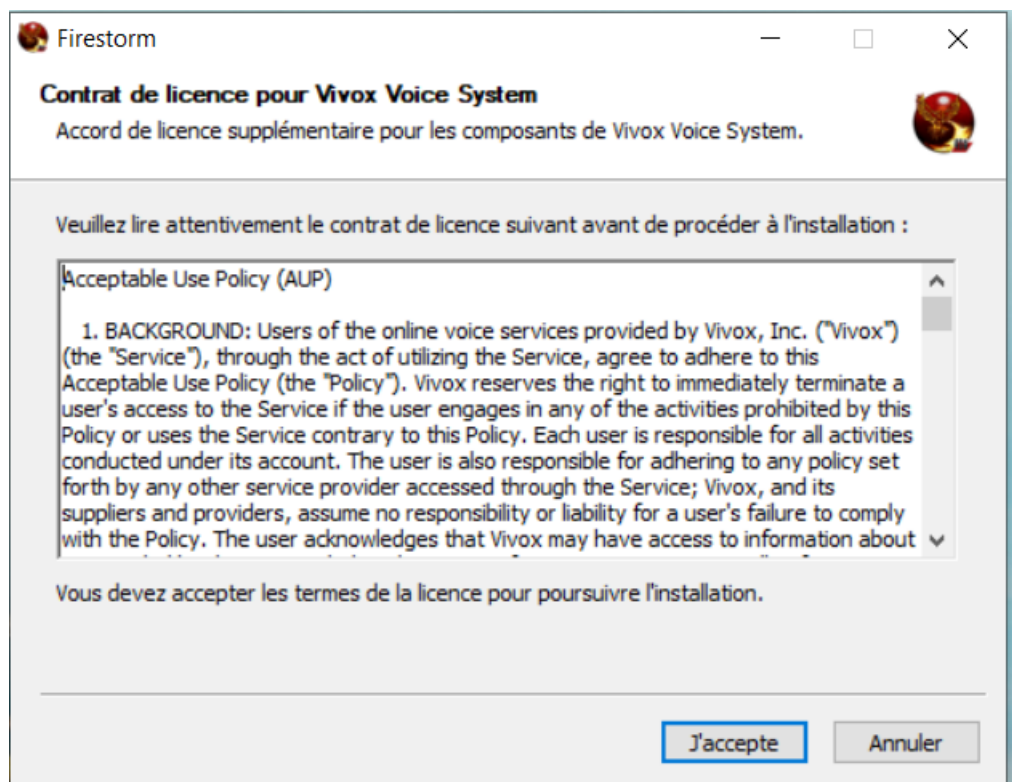 Firestorm
Contrat de licence pour Vivox Voice System
Accord de licence supplémentaire pour les composants de Vivox Voice System.
Veuillez lire attentivement le contrat de licence suivant avant de procéder à l'installation :
Acceptable Use Policy (AUP)
1. BACKGROUND: Users of the online voice services provided by Vivox, Inc. ("Vivox")
(the "Service"), through the act of utilizing the Service, agree to adhere to this
Acceptable Use Policy (the "Policy"). Vivox reserves the right to immediately terminate a
user's access to the Service if the user engages in any of the activities prohibited by this
Policy or uses the Service contrary to this Policy. Each user is responsible for all activities
conducted under its account. The user is also responsible for adhering to any policy set
forth by any other service provider accessed through the Service; Vivox, and its
suppliers and providers, assume no responsibility or liability for a user's failure to comply
with the Policy. The user acknowledges that Vivox may have access to information about
Vous devez accepter les termes de la licence pour poursuivre l'installation.
J'accepte
Annuler